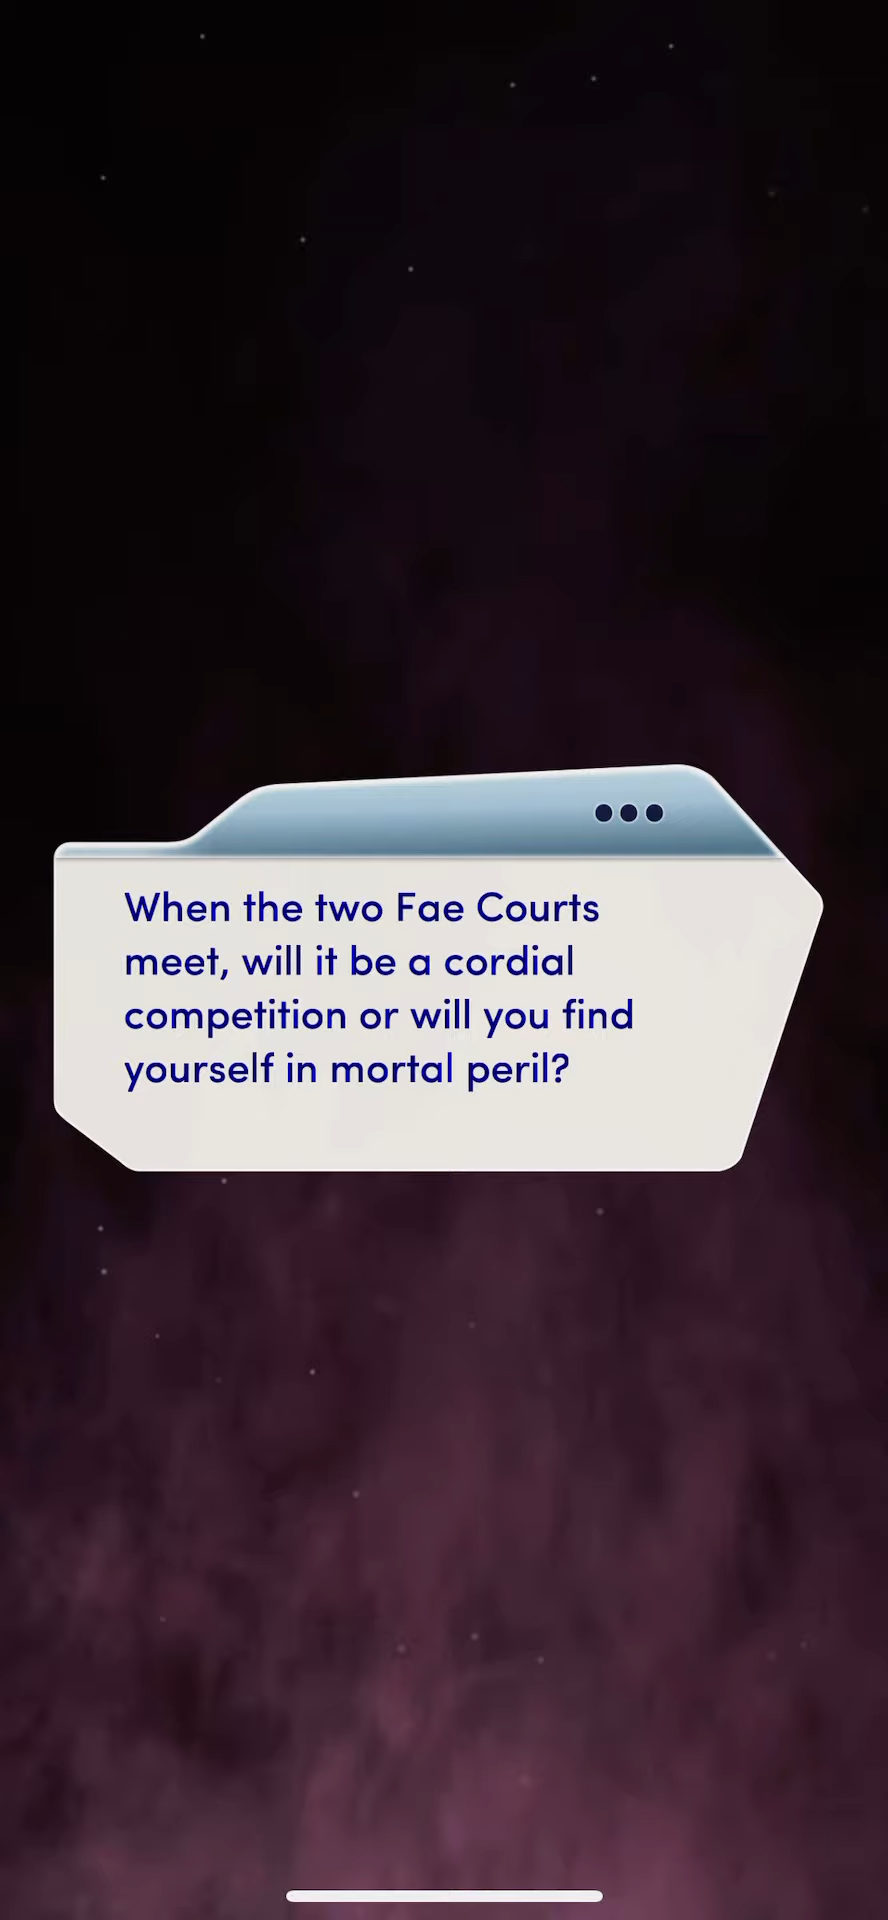 When the two Fae Courts
meet, will it be a cordial
competition or will you find
yourself in mortal peril?